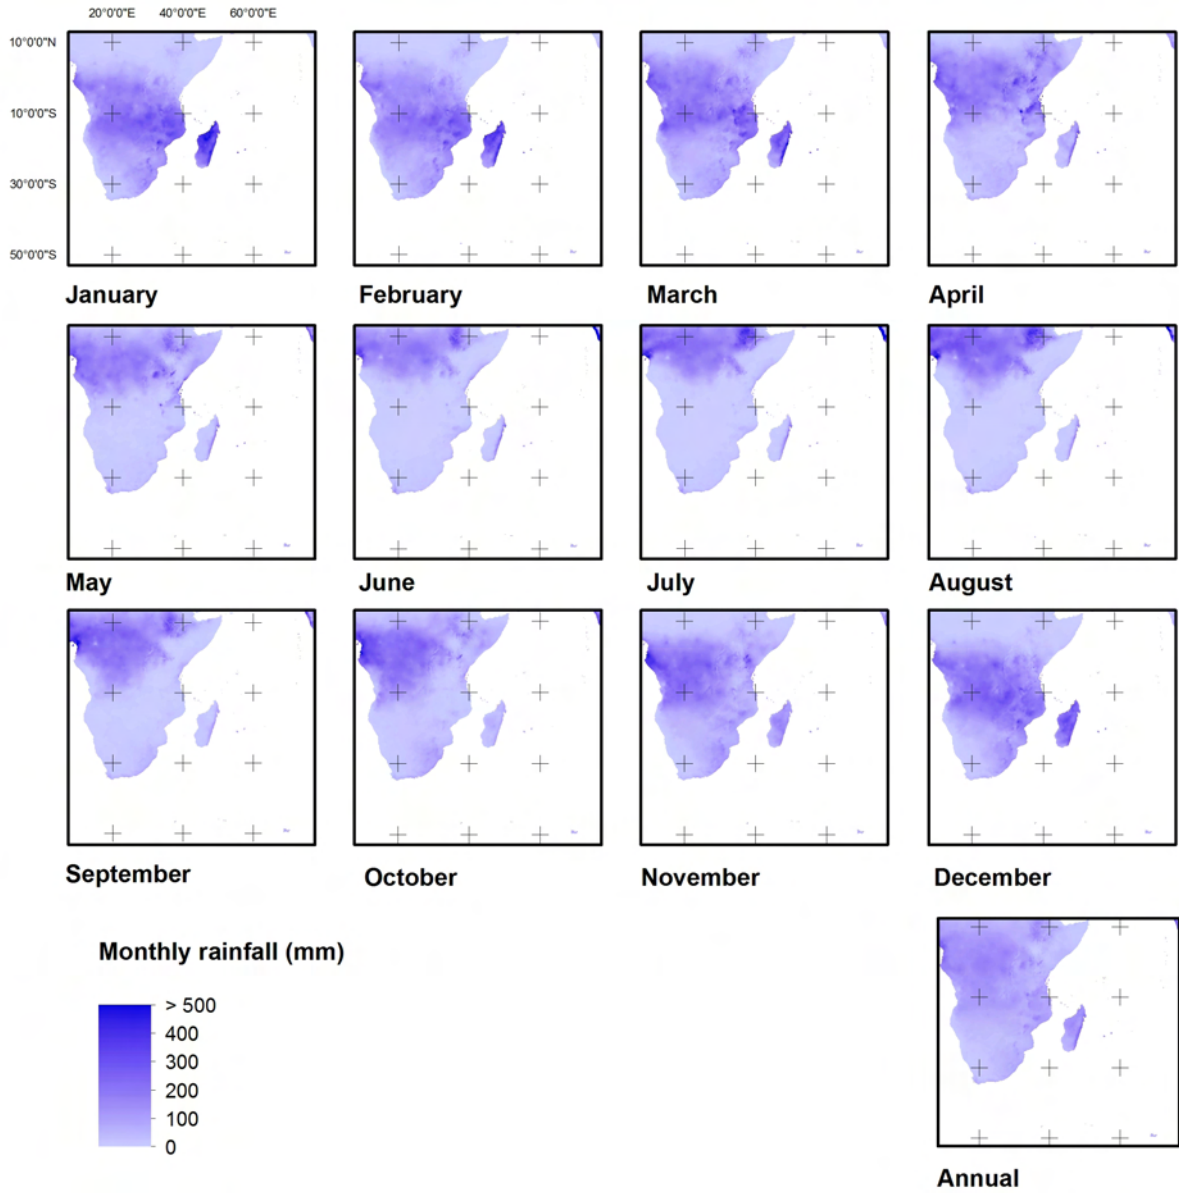 20°0'0"E 40°0'0"E 60°0'0"E
10°0'0"N
10°0'0"S
30°0'0"S
50°0'0"S
January February March April
May June July August
September October November December
Monthly rainfall (mm)
> 500
400
300
200
100
0
Annual